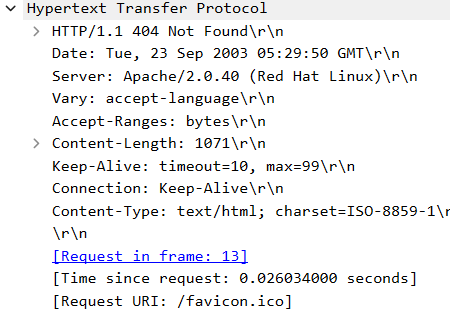 Hypertext Transfer Protocol
HTTP/1.1 404 Not Found\r\n
Date: Tue, 23 Sep 2003 05:29:50 GMT\r\n
Server: Apache/2.0.40 (Red Hat Linux)\r\n
Vary: accept-language\r\n
Accept-Ranges: bytes\r\n
Content-Length: 1071\r\n
Keep-Alive: timeout=10, max=99\r\n
Connection: Keep-Alive\r\n
Content-Type: text/html; charset=ISO-8859-1\r
\r\n
[Request in frame: 13]
[Time since request: 0.026034000 seconds]
[Request URI: /favicon.ico]